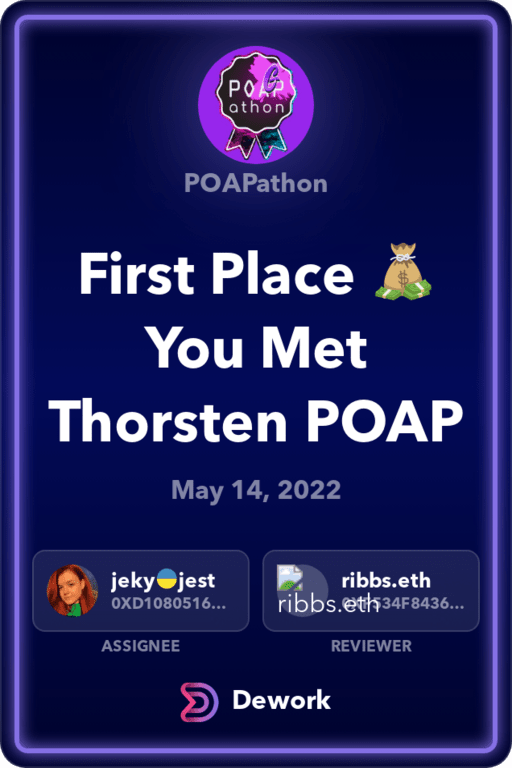 POAP
athon
POAPathon
First Place 💰
You Met
Thorsten POAP
May 14, 2022
jeky🇺🇦jest
0XD1080516...
ribbs.eth
ribbs.eth
ASSIGNEE
REVIEWER
Dework